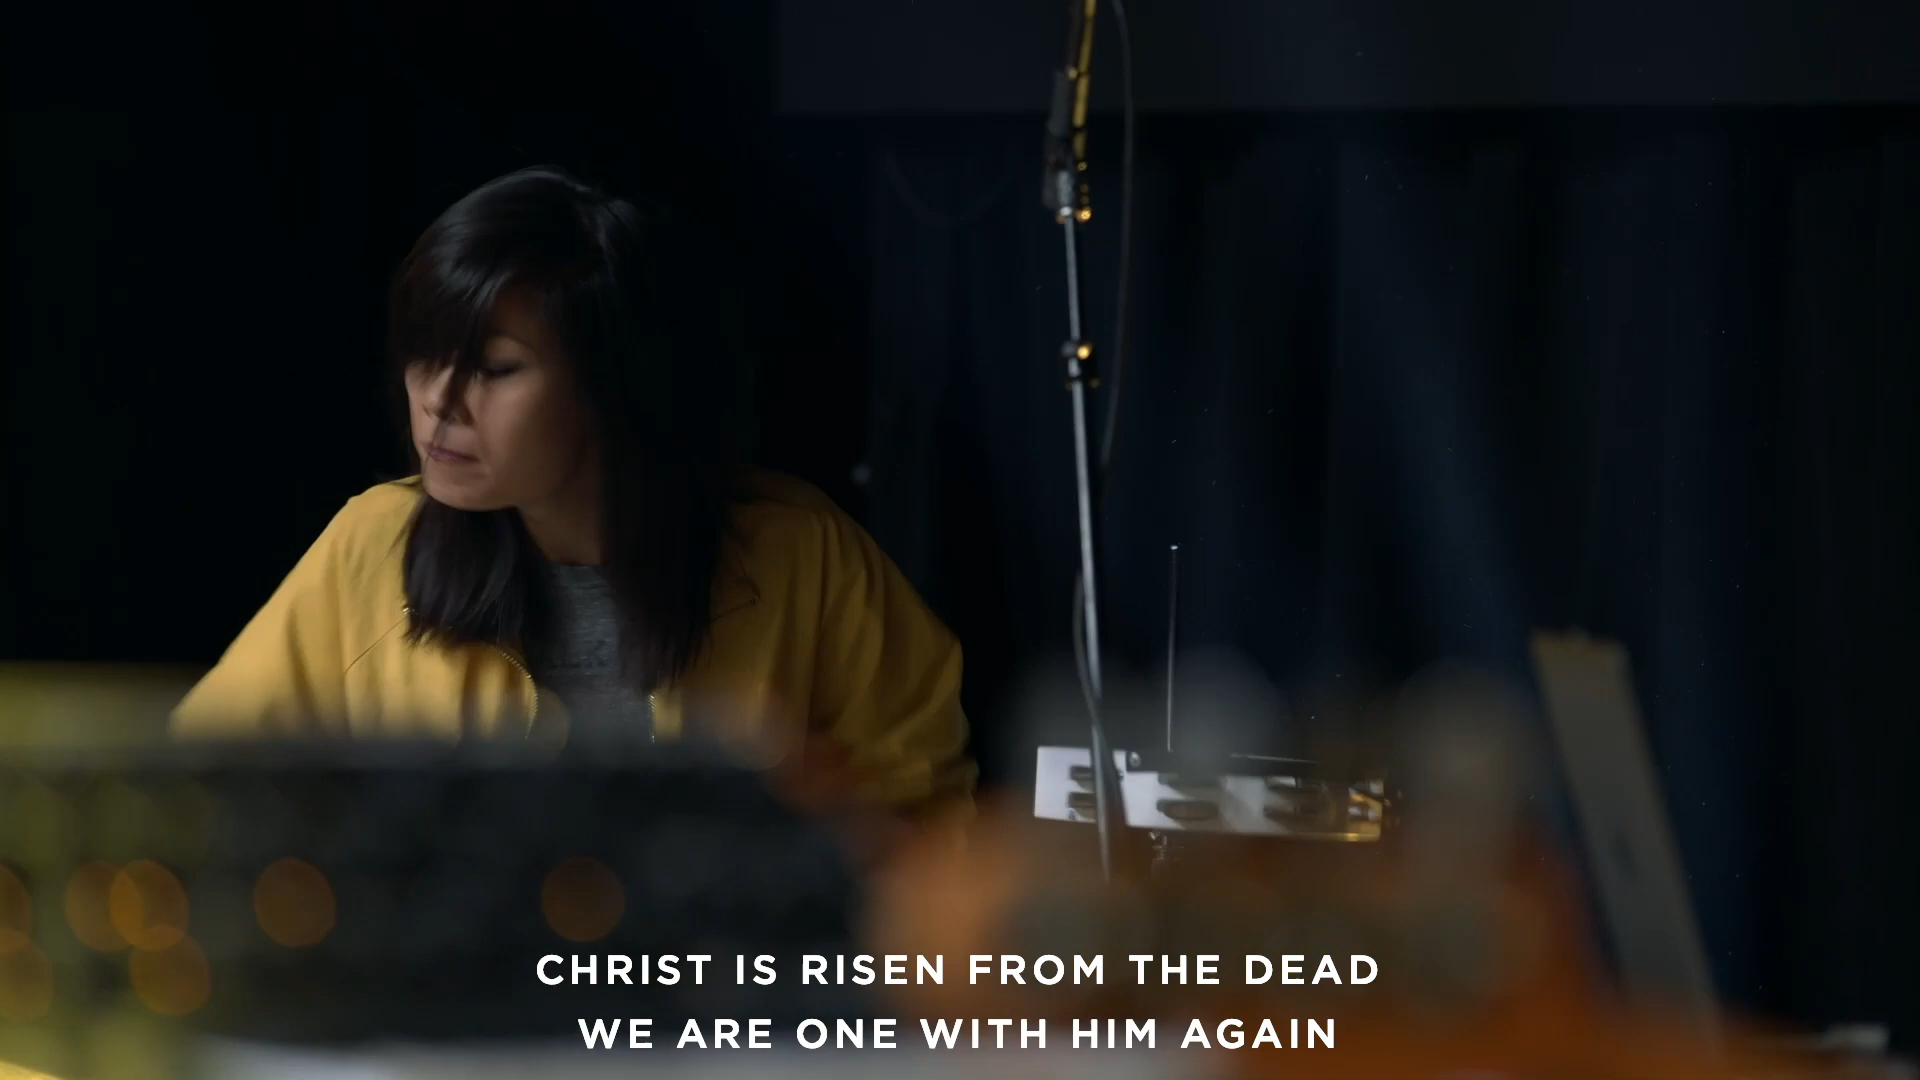 CHRIST IS RISEN FROM THE DEAD
WE ARE ONE WITH HIM AGAIN